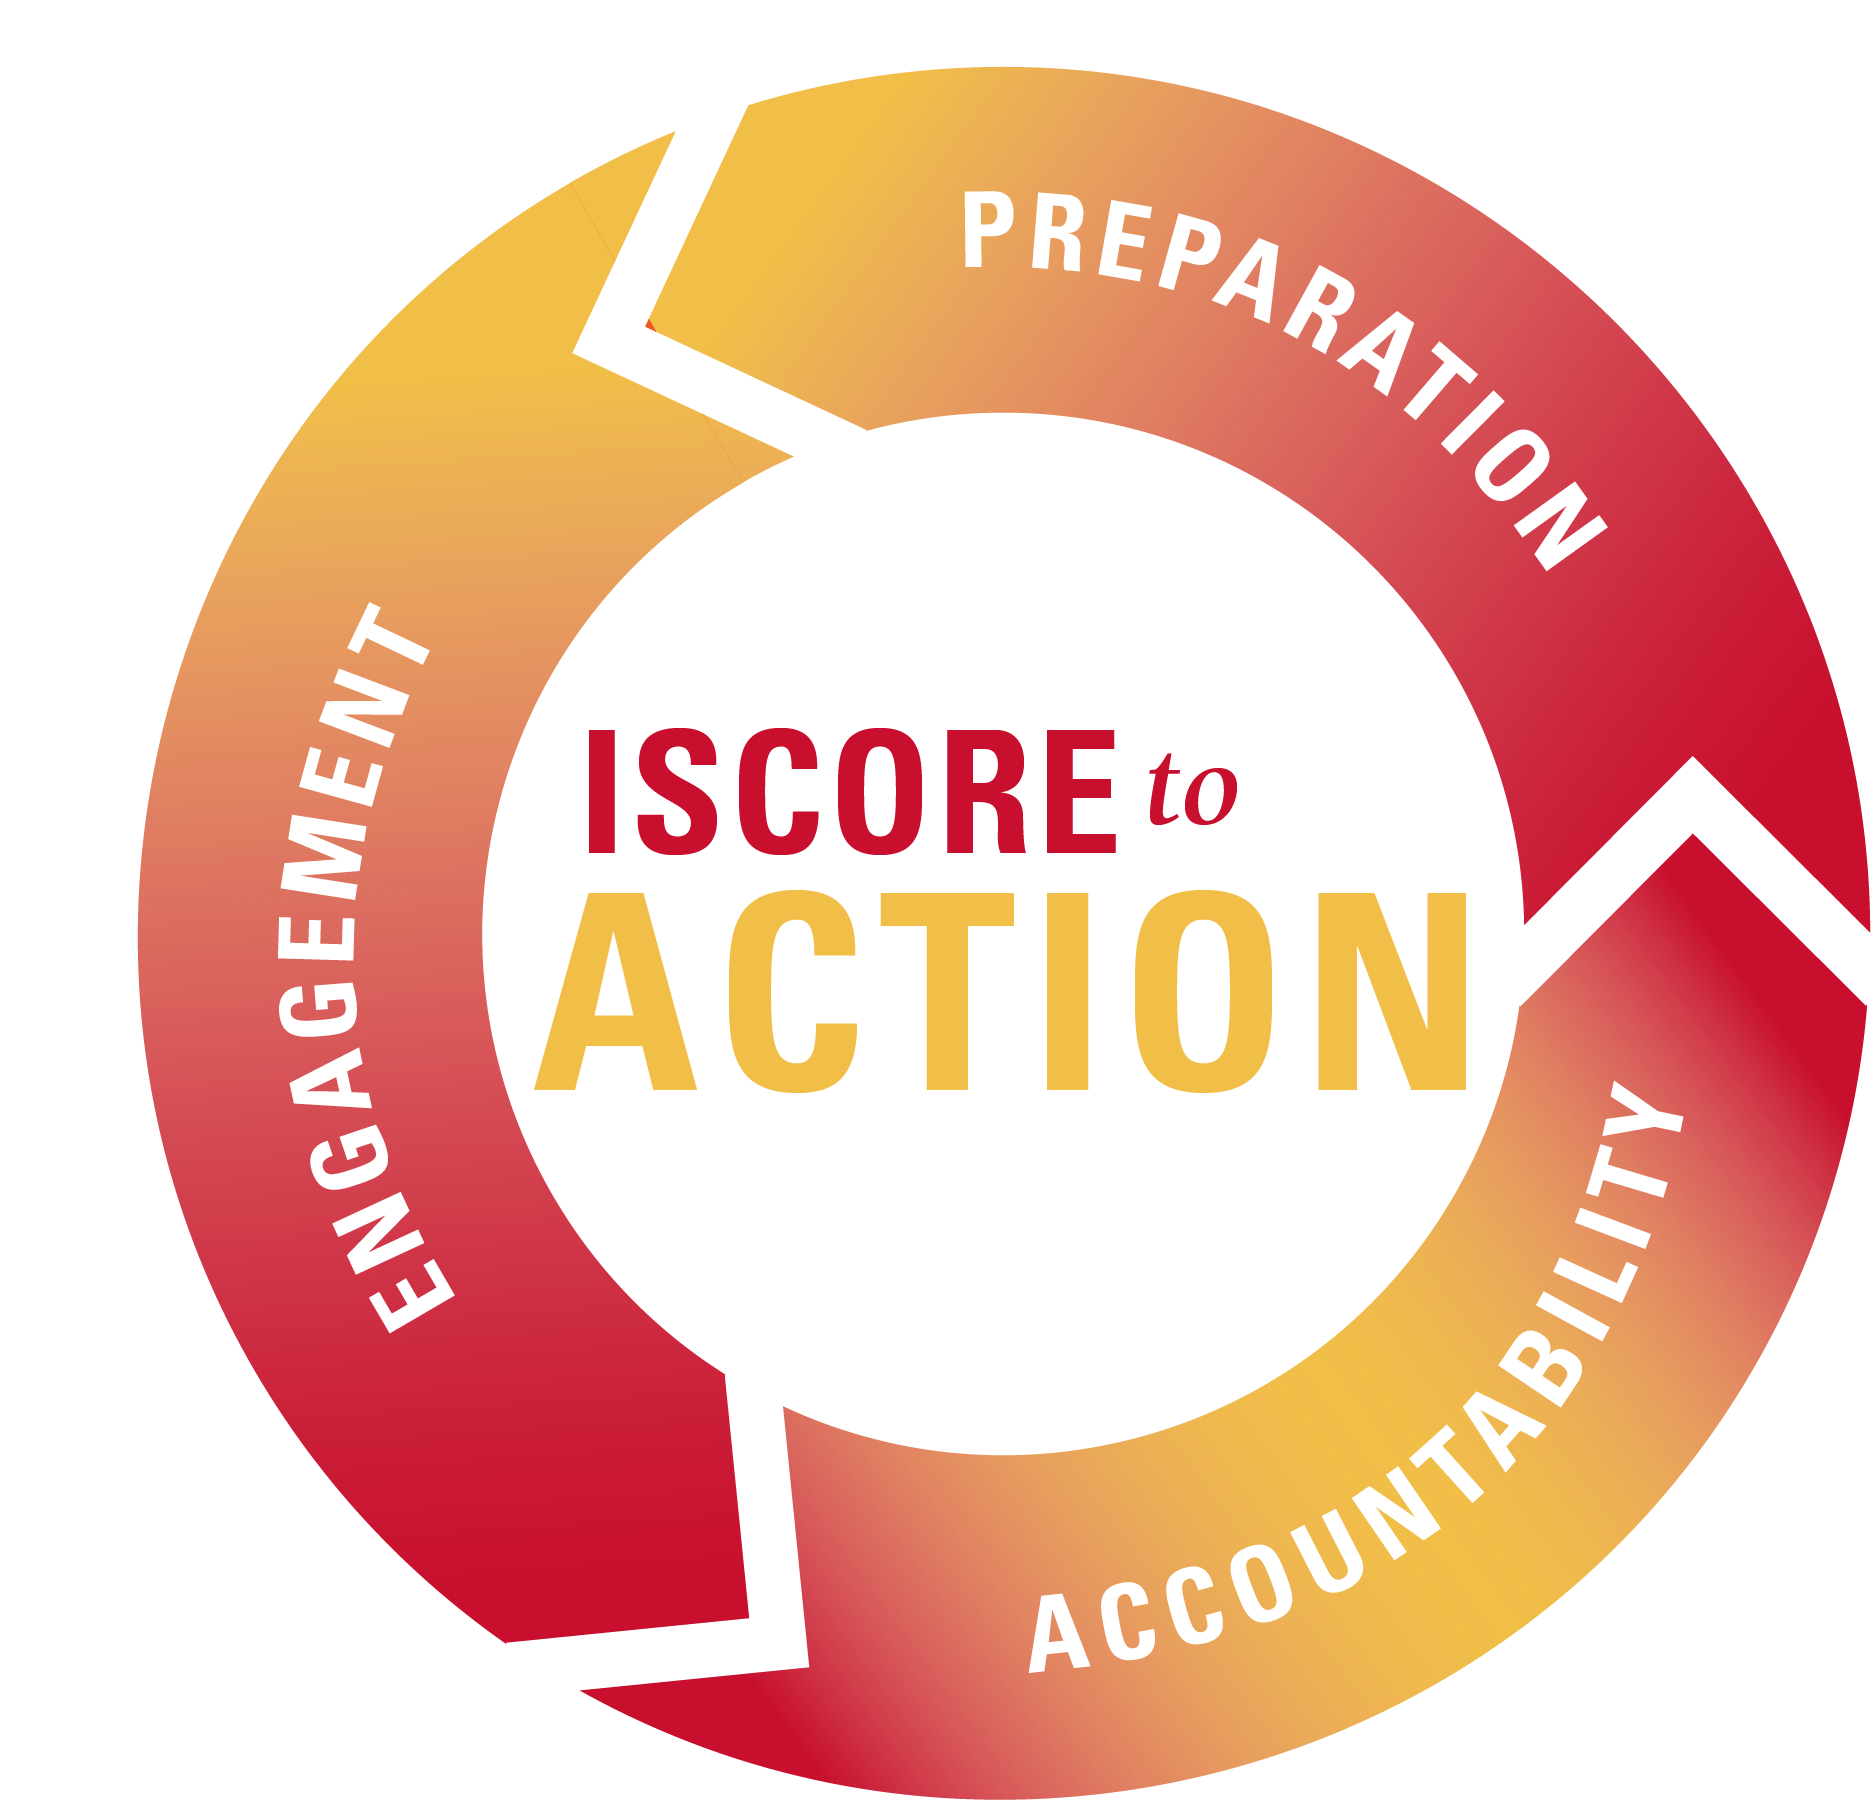 PREPARATION
ENGAGEMENT
ISCORE to
ACTION
ACCOUNTABILITY